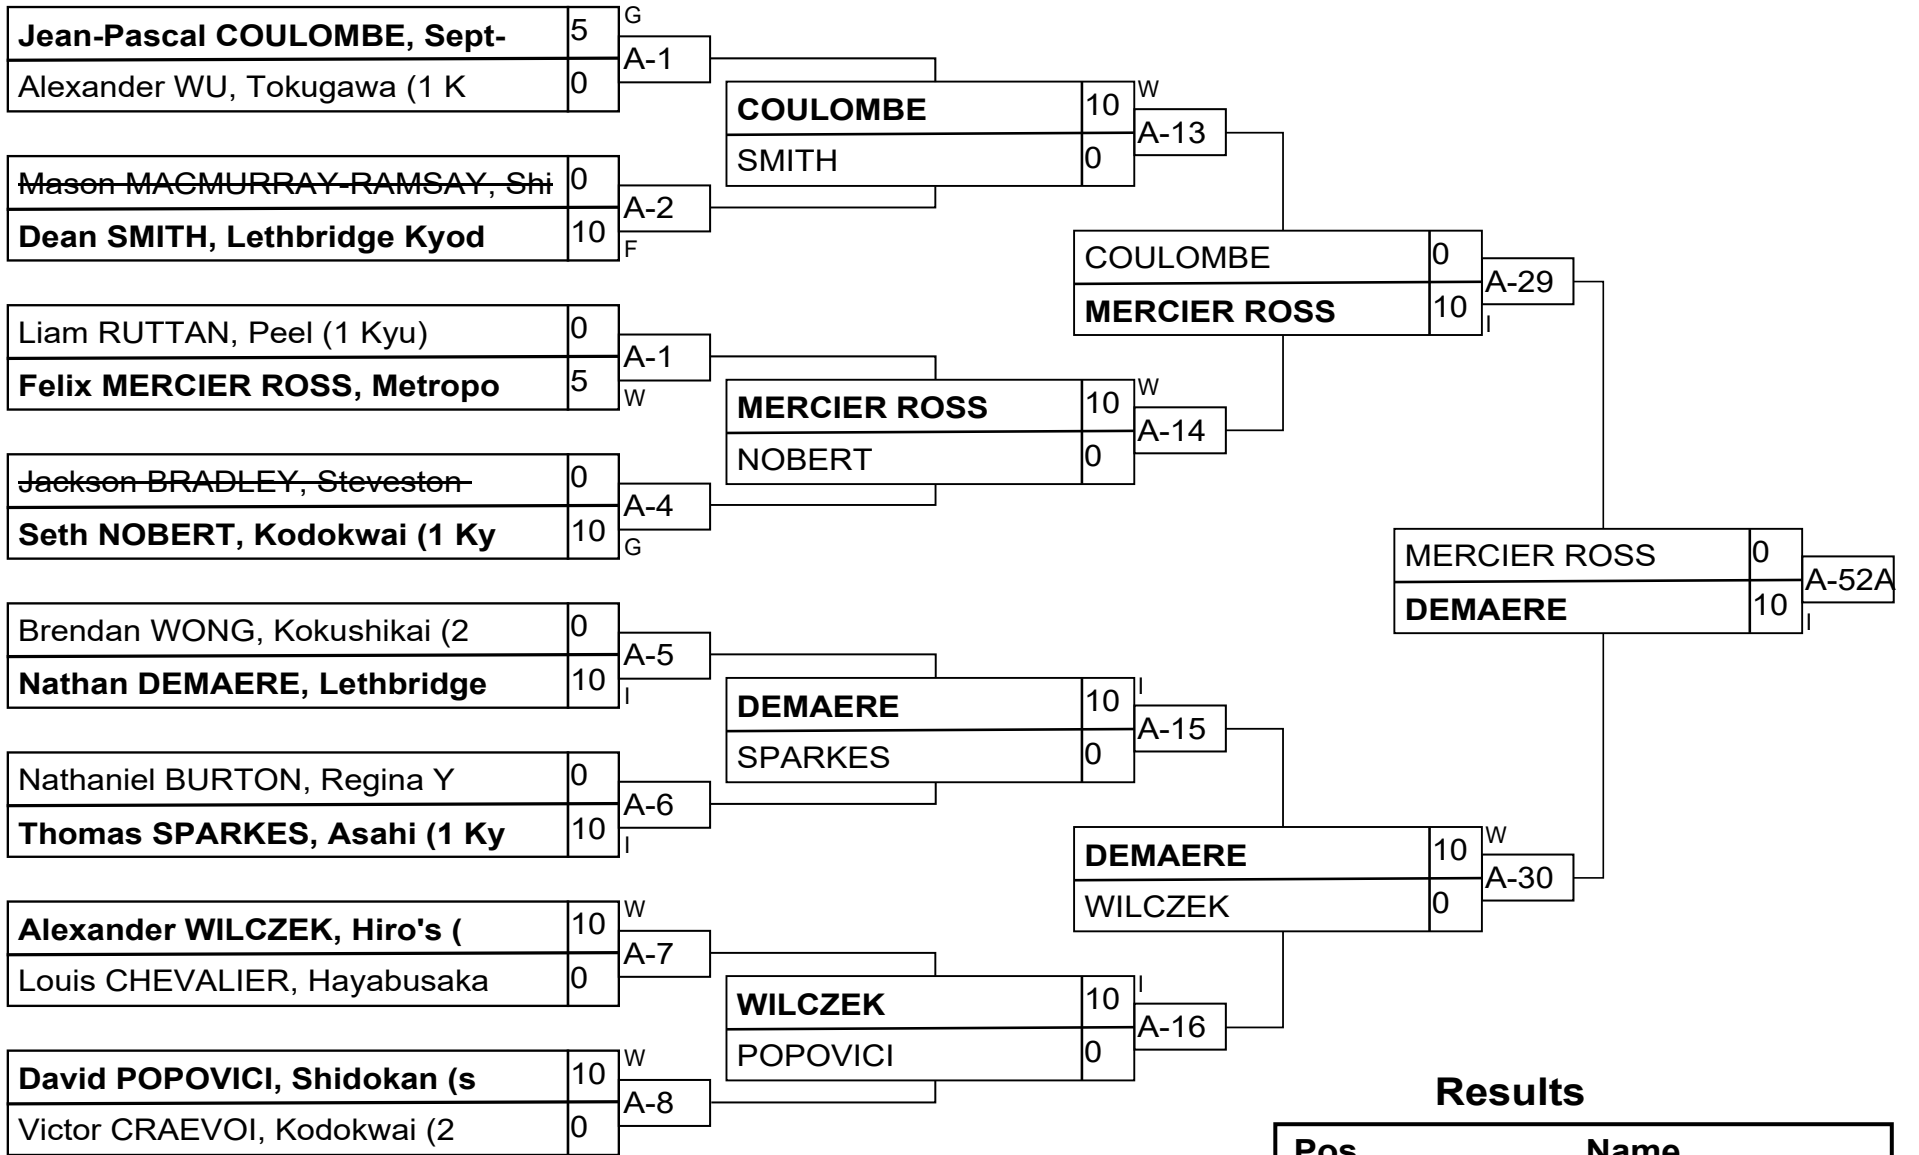 Jean-Pascal COULOMBE, Sept- 5 G
A-1
Alexander WU, Tokugawa (1 K 0
Mason MACMURRAY-RAMSAY, Shi 0
A-2
Dean SMITH, Lethbridge Kyod 10 F
Liam RUTTAN, Peel (1 Kyu) 0
A-1
Felix MERCIER ROSS, Metropo 5 W
Jackson BRADLEY, Steveston 0
A-4
Seth NOBERT, Kodokwai (1 Ky 10 G
Brendan WONG, Kokushikai (2 0
A-5
Nathan DEMAERE, Lethbridge 10 I
Nathaniel BURTON, Regina Y 0
A-6
Thomas SPARKES, Asahi (1 Ky 10 I
Alexander WILCZEK, Hiro's ( 10 W
A-7
Louis CHEVALIER, Hayabusaka 0
David POPOVICI, Shidokan (s 10 W
A-8
Victor CRAEVOI, Kodokwai (2 0
COULOMBE 10 W
A-13
SMITH 0
MERCIER ROSS 10 W
A-14
NOBERT 0
DEMAERE 10 I
A-15
SPARKES 0
WILCZEK 10 I
A-16
POPOVICI 0
COULOMBE 0
A-29
MERCIER ROSS 10 I
DEMAERE 10 W
A-30
WILCZEK 0
MERCIER ROSS 0
A-52A
DEMAERE 10 I
Results
Pos Name